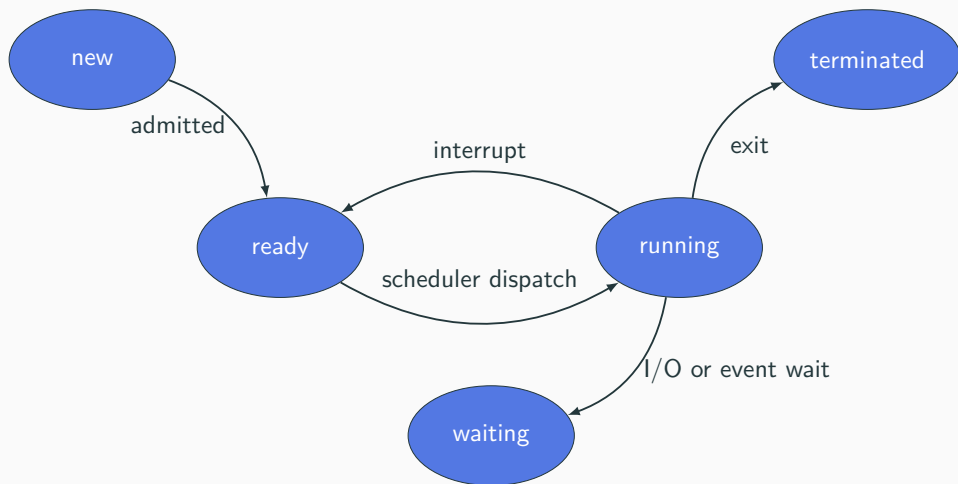 new
terminated
admitted
interrupt
exit
ready
running
scheduler dispatch
I/O or event wait
waiting